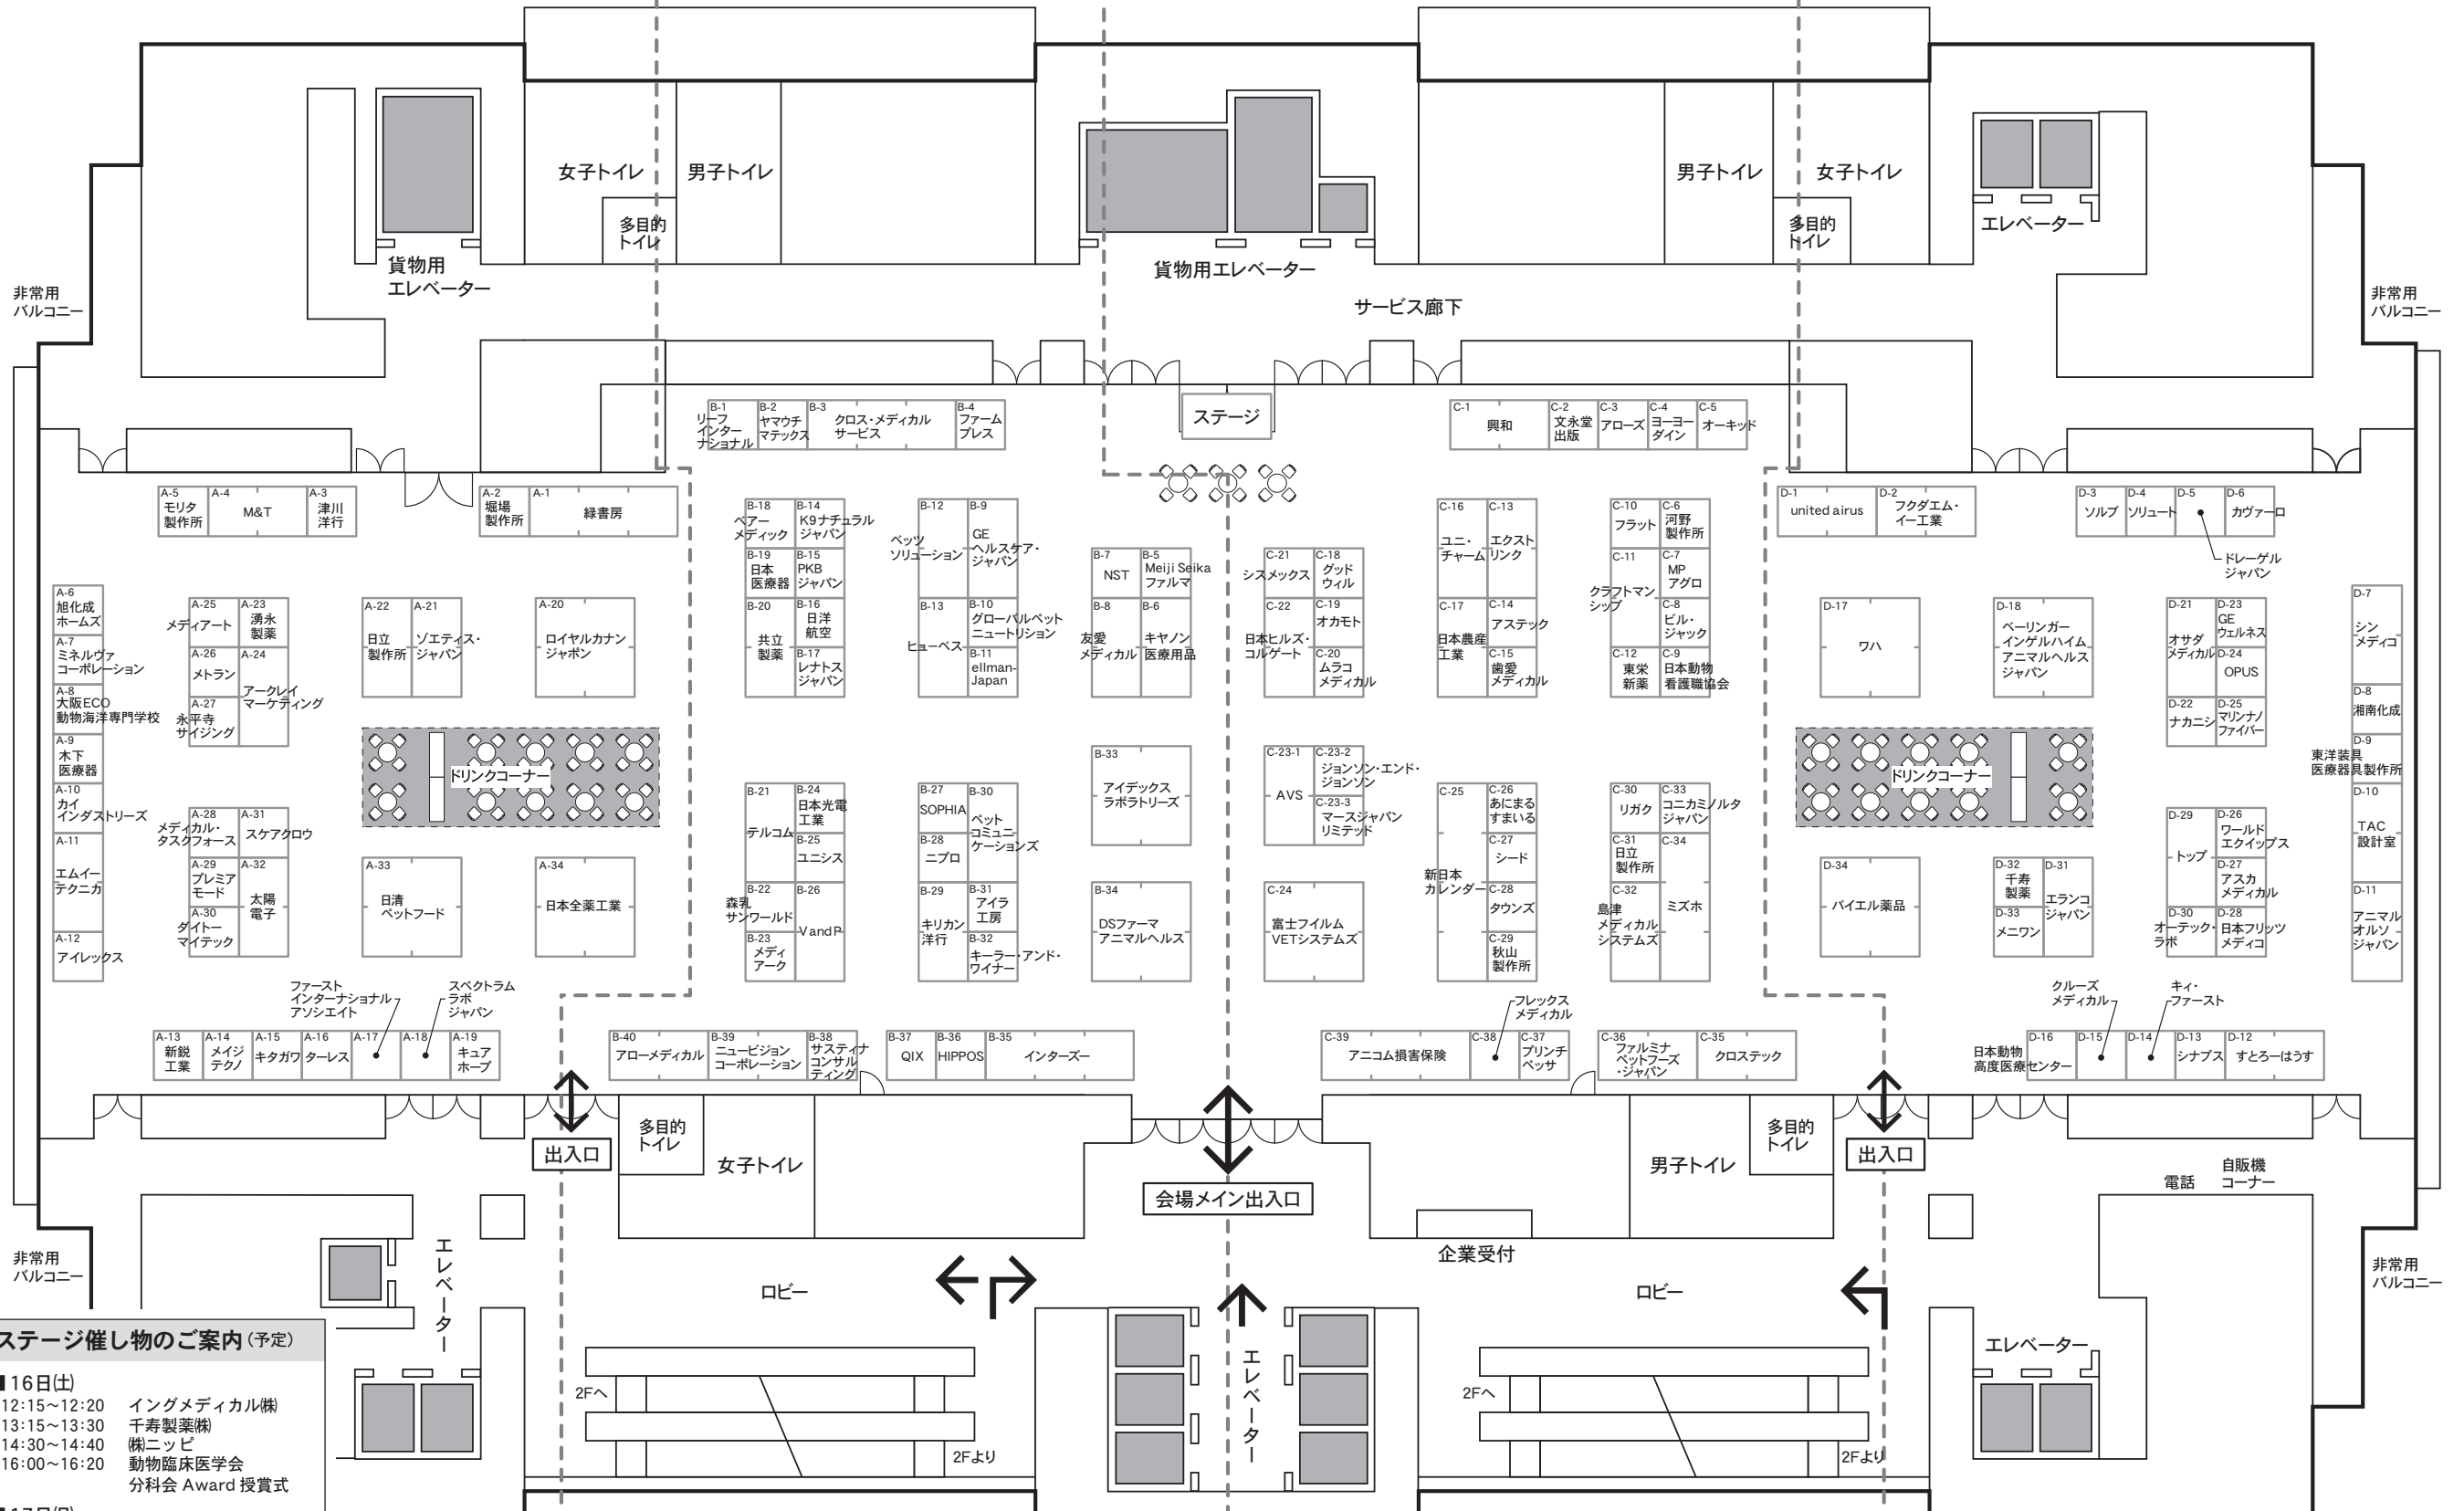 女子トイレ
男子トイレ
多目的
トイレ
貨物用
エレベーター
貨物用エレベーター
サービス廊下
男子トイレ
女子トイレ
多目的
トイレ
エレベーター
非常用
バルコニー
非常用
バルコニー
ステージ
B-1
リーフ
インター
ナショナル
B-2
ヤマウチ
マテックス
B-3
クロス・メディカル
サービス
B-4
ファーム
プレス
C-1
興和
C-2
文永堂
出版
C-3
アローズ
C-4
ヨーヨー
ダイン
C-5
オーキッド
A-5
モリタ
製作所
A-4
M&T
A-3
津川
洋行
A-2
堀場
製作所
A-1
緑書房
D-1
united airus
D-2
フクダエム・
イー工業
D-3
ソルブ
D-4
ソリュート
D-5
ドレーゲル
ジャパン
D-6
カヴァーロ
A-6
旭化成
ホームズ
A-7
ミネルヴァ
コーポレーション
A-8
大阪ECO
動物海洋専門学校
A-9
木下
医療器
A-10
カイ
インダストリーズ
A-11
エムイー
テクニカ
A-12
アイレックス
A-25
メディアート
A-23
湧永
製薬
A-26
メトラン
A-24
アークレイ
マーケティング
A-27
永平寺
サイジング
A-22
日立
製作所
A-21
ゾエティス・
ジャパン
A-20
ロイヤルカナン
ジャポン
ドリンクコーナー
A-28
メディカル・
タスクフォース
A-31
スケアクロウ
A-29
プレミア
モード
A-32
太陽
電子
A-30
ダイトー
マイテック
A-33
日清
ペットフード
A-34
日本全薬工業
B-18
ベアー
メディック
B-14
K9ナチュラル
ジャパン
B-19
日本
医療器
B-15
PKB
ジャパン
B-20
共立
製薬
B-16
日洋
航空
B-17
レナトス
ジャパン
B-12
ベッツ
ソリューション
B-9
GE
ヘルスケア・
ジャパン
B-13
ヒューベス
B-10
グローバルペット
ニュートリション
B-11
ellman-
Japan
B-7
NST
B-5
Meiji Seika
ファルマ
B-8
友愛
メディカル
B-6
キヤノン
医療用品
B-21
テルコム
B-24
日本光電
工業
B-25
ユニシス
B-22
森乳
サンワールド
B-26
VandP
B-23
メディ
アーク
B-27
SOPHIA
B-30
ペット
コミュニ
ケーションズ
B-28
ニプロ
B-29
キリカン
洋行
B-31
アイラ
工房
B-32
キーラー・アンド・
ワイナー
B-33
アイデックス
ラボラトリーズ
B-34
DSファーマ
アニマルヘルス
C-21
シスメックス
C-18
グッド
ウィル
C-22
日本ヒルズ・
コルゲート
C-19
オカモト
C-20
ムラコ
メディカル
C-16
ユニ・
チャーム
C-13
エクスト
リンク
C-17
日本農産
工業
C-14
アステック
C-15
歯愛
メディカル
C-10
フラット
C-6
河野
製作所
C-11
クラフトマン
シップ
C-7
MP
アグロ
C-8
ビル・
ジャック
C-12
東栄
新薬
C-9
日本動物
看護職協会
C-23-1
AVS
C-23-2
ジョンソン・エンド・
ジョンソン
C-23-3
マースジャパン
リミテッド
C-24
富士フイルム
VETシステムズ
C-25
新日本
カレンダー
C-26
あにまる
すまいる
C-27
シード
C-28
タウンズ
C-29
秋山
製作所
C-30
リガク
C-33
コニカミノルタ
ジャパン
C-31
日立
製作所
C-34
ミズホ
C-32
島津
メディカル
システムズ
D-17
ワハ
D-18
ベーリンガー
インゲルハイム
アニマルヘルス
ジャパン
ドリンクコーナー
D-21
オサダ
メディカル
D-23
GE
ウェルネス
D-24
OPUS
D-22
ナカニシ
D-25
マリンナノ
ファイバー
D-34
バイエル薬品
D-32
千寿
製薬
D-31
エランコ
ジャパン
D-33
メニワン
D-29
トップ
D-26
ワールド
エクイップス
D-27
アスカ
メディカル
D-30
オーテック・
ラボ
D-28
日本フリッツ
メディコ
D-7
シン
メディコ
D-8
湘南化成
D-9
東洋装具
医療器具製作所
D-10
TAC
設計室
D-11
アニマル
オルソ
ジャパン
A-13
新鋭
工業
A-14
メイジ
テクノ
A-15
キタガワ
A-16
ターレス
A-17
ファースト
インターナショナル
アソシエイト
A-18
スペクトラム
ラボ
ジャパン
A-19
キュア
ホープ
B-40
アローメディカル
B-39
ニュービジョン
コーポレーション
B-38
サスティナ
コンサル
ティング
B-37
QIX
B-36
HIPPOS
B-35
インターズー
C-39
アニコム損害保険
C-38
フレックス
メディカル
C-37
プリンチ
ペッサ
C-36
ファルミナ
ペットフーズ
・ジャパン
C-35
クロステック
D-16
日本動物
高度医療センター
D-15
クルーズ
メディカル
D-14
キィ・
ファースト
D-13
シナプス
D-12
すとろーはうす
出入口
多目的
トイレ
女子トイレ
会場メイン出入口
男子トイレ
多目的
トイレ
出入口
電話
自販機
コーナー
企業受付
非常用
バルコニー
非常用
バルコニー
エレベーター
ロビー
ロビー
エレベーター
エレベーター
2Fへ
2Fより
2Fへ
2Fより
ステージ催し物のご案内(予定)
■16日(土)
12:15〜12:20 イングメディカル㈱
13:15〜13:30 千寿製薬㈱
14:30〜14:40 ㈱ニッピ
16:00〜16:20 動物臨床医学会
分科会 Award 授賞式